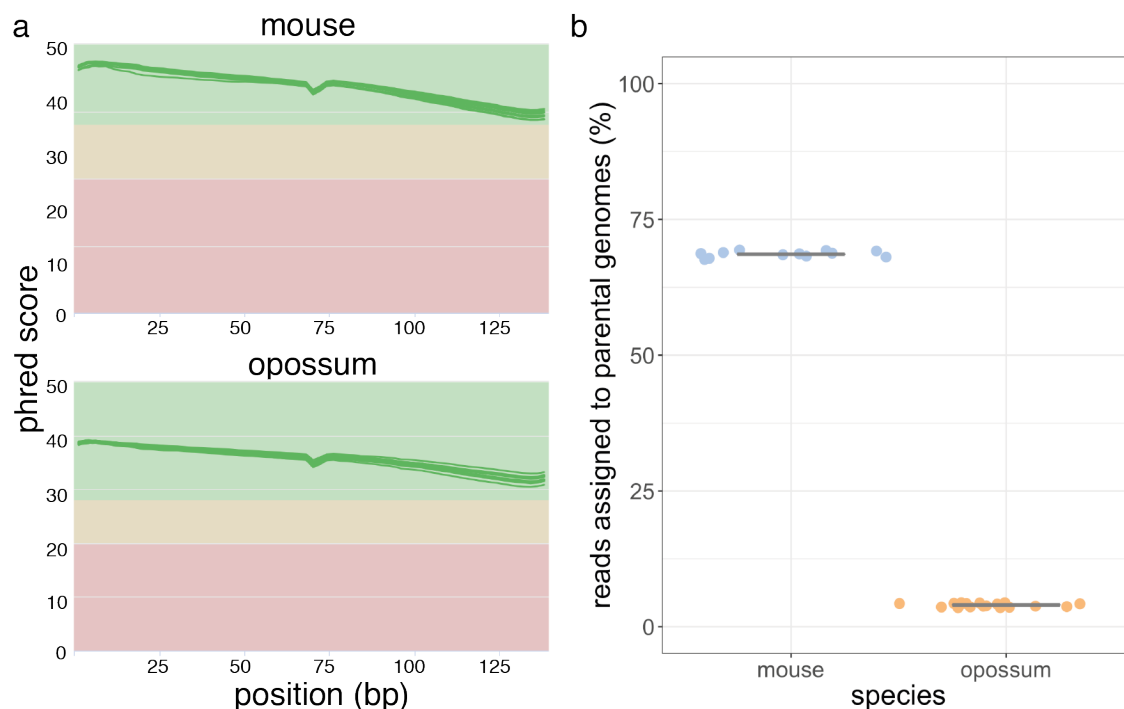 a
mouse
50
40
30
20
10
0
25 50 75 100 125
opossum
50
40
30
20
10
0
25 50 75 100 125
phred score
position (bp)
b
100
75
50
25
0
reads assigned to parental genomes (%)
mouse opossum
species